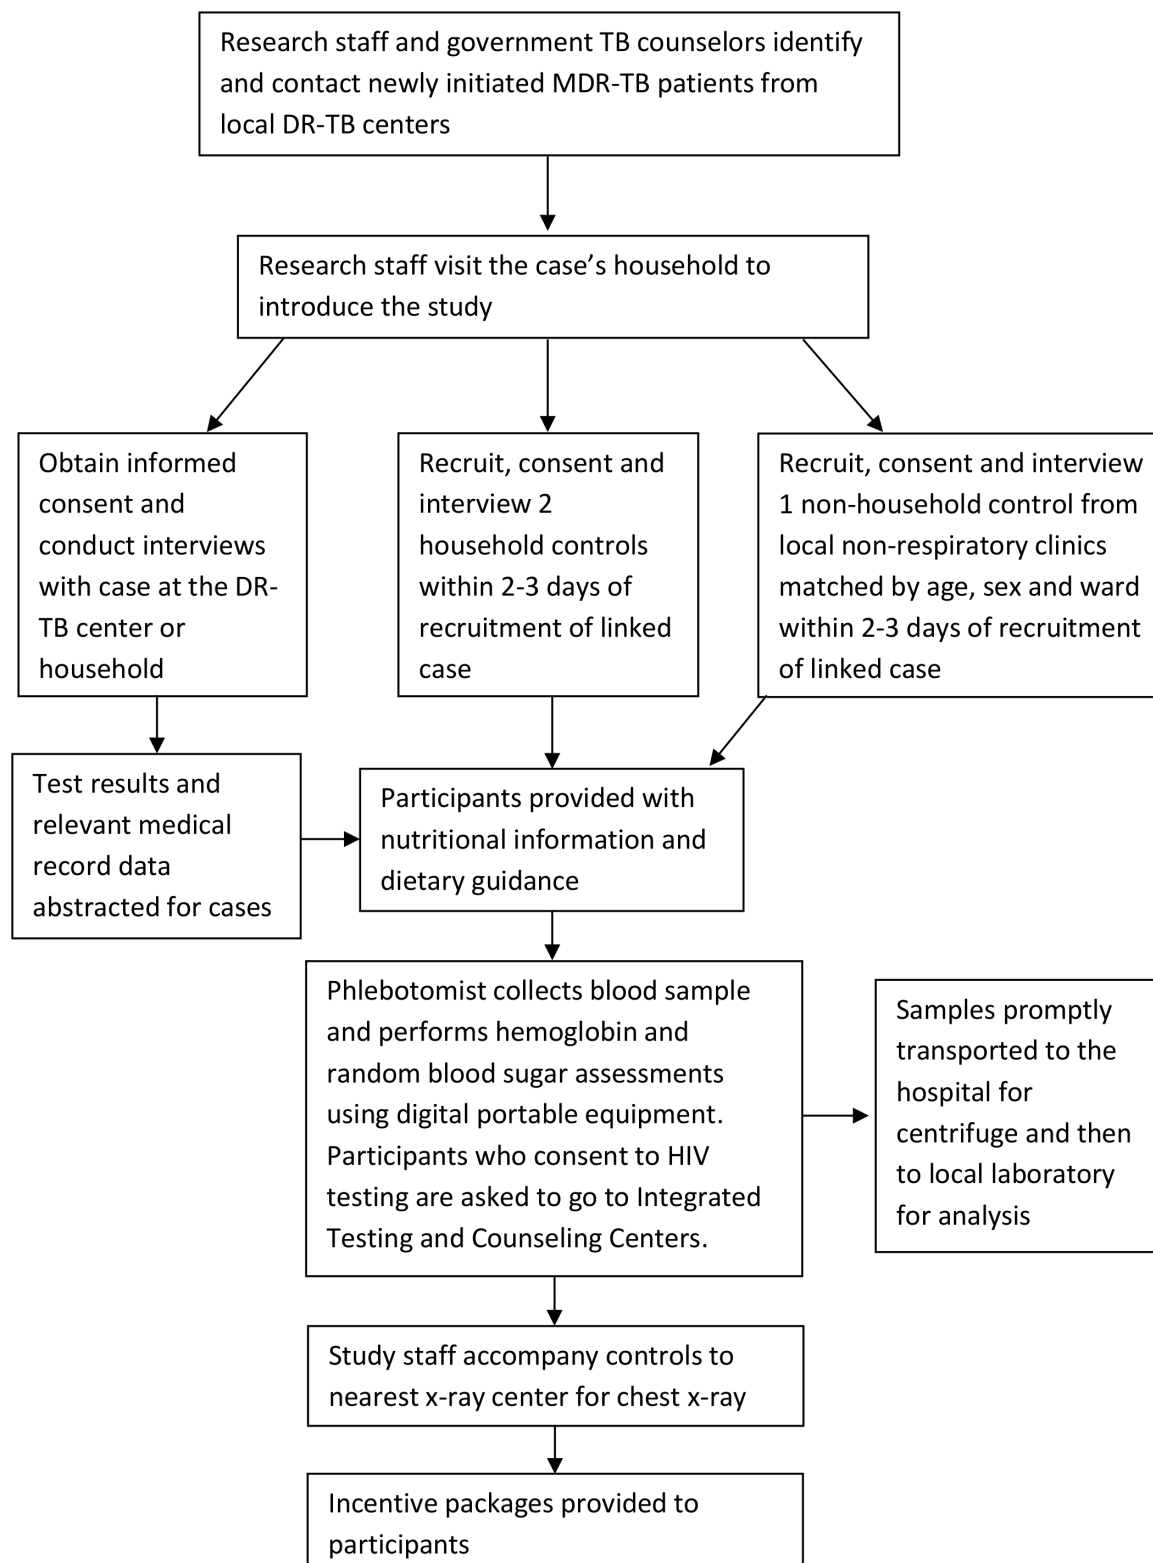 Research staff and government TB counselors identify
and contact newly initiated MDR-TB patients from
local DR-TB centers
Research staff visit the case’s household to
introduce the study
Obtain informed
consent and
conduct interviews
with case at the DR-
TB center or
household
Recruit, consent and
interview 2
household controls
within 2-3 days of
recruitment of linked
case
Recruit, consent and interview
1 non-household control from
local non-respiratory clinics
matched by age, sex and ward
within 2-3 days of recruitment
of linked case
Test results and
relevant medical
record data
abstracted for cases
Participants provided with
nutritional information and
dietary guidance
Phlebotomist collects blood sample
and performs hemoglobin and
random blood sugar assessments
using digital portable equipment.
Participants who consent to HIV
testing are asked to go to Integrated
Testing and Counseling Centers.
Samples promptly
transported to the
hospital for
centrifuge and then
to local laboratory
for analysis
Study staff accompany controls to
nearest x-ray center for chest x-ray
Incentive packages provided to
participants